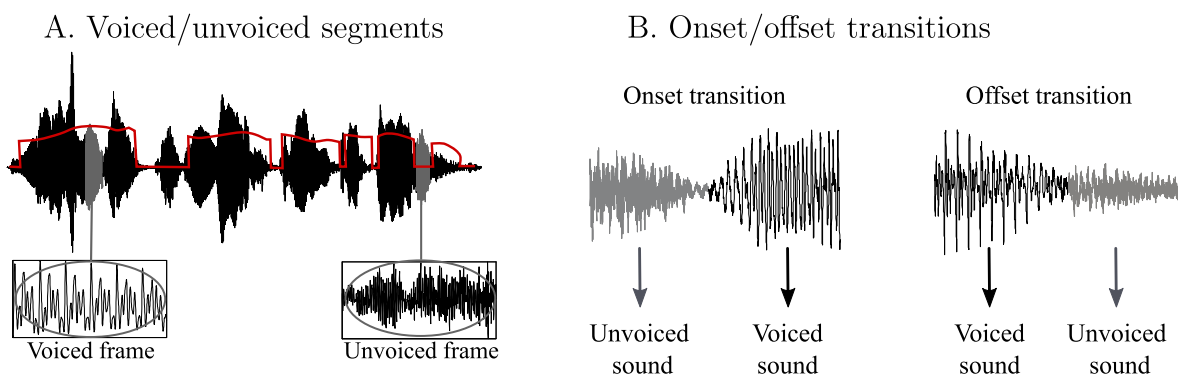 A. Voiced/unvoiced segments
Voiced frame
Unvoiced frame
B. Onset/offset transitions
Onset transition
Offset transition
Unvoiced
sound
Voiced
sound
Voiced
sound
Unvoiced
sound